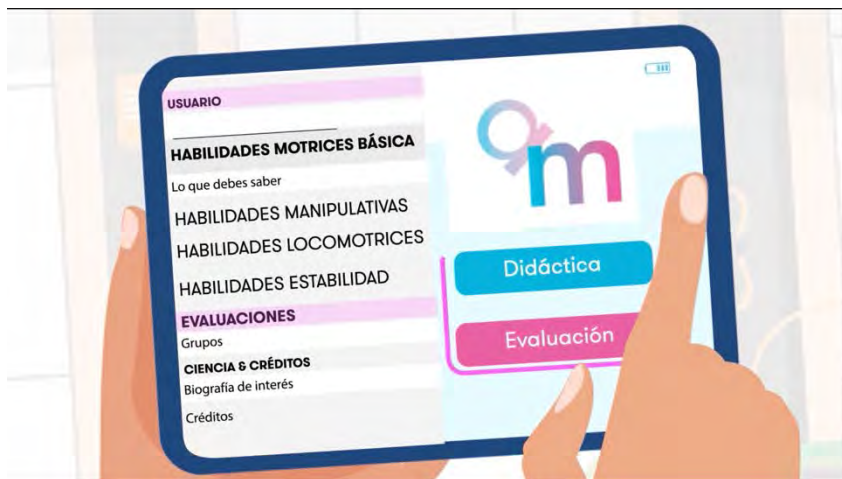 USUARIO
HABILIDADES MOTRICES BÁSICA
Lo que debes saber
HABILIDADES MANIPULATIVAS
HABILIDADES LOCOMOTRICES
HABILIDADES ESTABILIDAD
EVALUACIONES
Grupos
CIENCIA & CRÉDITOS
Biografía de interés
Créditos
m
Didáctica
Evaluación